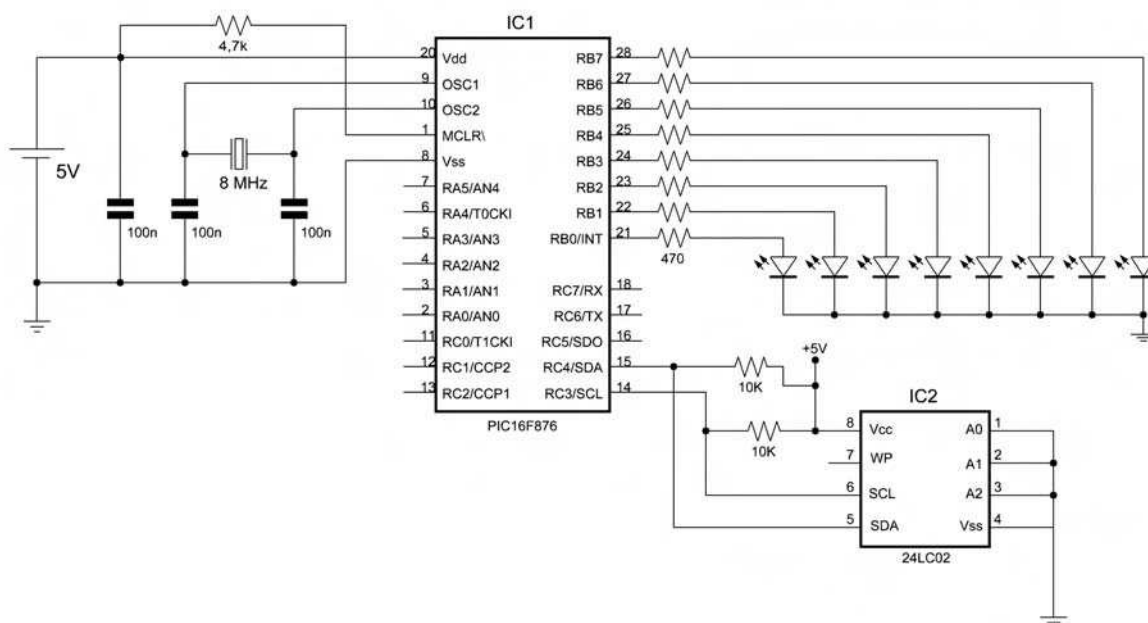 IC1
4,7k
20 Vdd RB7 28
9 OSC1 RB6 27
10 OSC2 RB5 26
1 MCLR\ RB4 25
8 Vss RB3 24
5V
8 MHz
7 RA5/AN4 RB2 23
6 RA4/T0CKI RB1 22
100n 100n 100n
5 RA3/AN3 RB0/INT 21
470
4 RA2/AN2
3 RA1/AN1 RC7/RX 18
2 RA0/AN0 RC6/TX 17
11 RC0/T1CKI RC5/SDO 16
+5V
12 RC1/CCP2 RC4/SDA 15
10K
13 RC2/CCP1 RC3/SCL 14
PIC16F876
IC2
10K
8 Vcc A0 1
7 WP A1 2
6 SCL A2 3
5 SDA Vss 4
24LC02